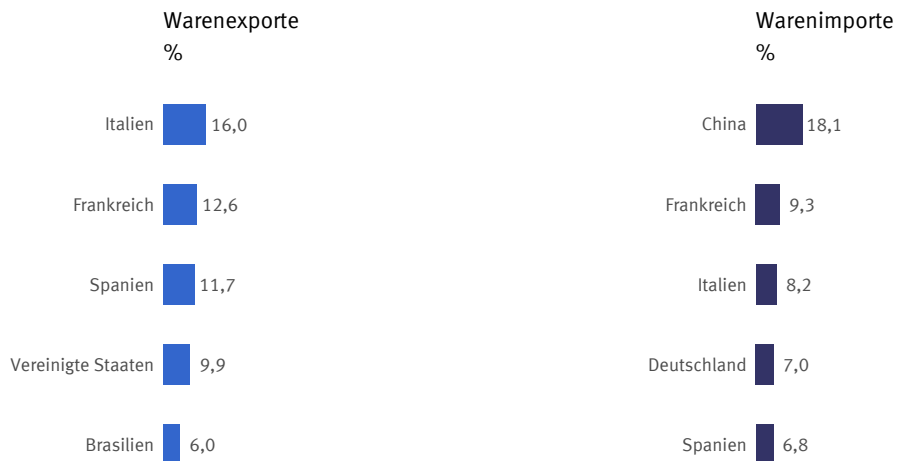 Warenexporte
%
Italien 16,0
Frankreich 12,6
Spanien 11,7
Vereinigte Staaten 9,9
Brasilien 6,0
Warenimporte
%
China 18,1
Frankreich 9,3
Italien 8,2
Deutschland 7,0
Spanien 6,8